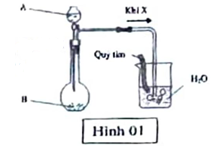 A
Khí X
Quỳ tím
H₂O
B
Hình 01